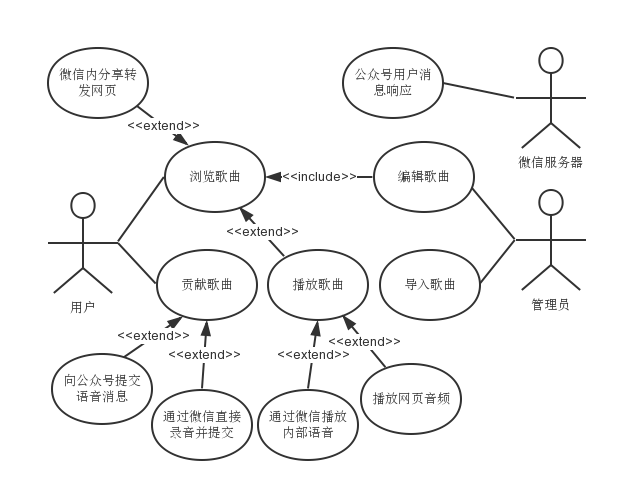 微信内分享转
发网页
公众号用户消
息响应
<<extend>>
微信服务器
浏览歌曲
<<include>>
编辑歌曲
<<extend>>
用户
贡献歌曲
播放歌曲
导入歌曲
管理员
<<extend>>
<<extend>>
<<extend>>
<<extend>>
向公众号提交
语音消息
通过微信直接
录音并提交
通过微信播放
内部语音
播放网页音频